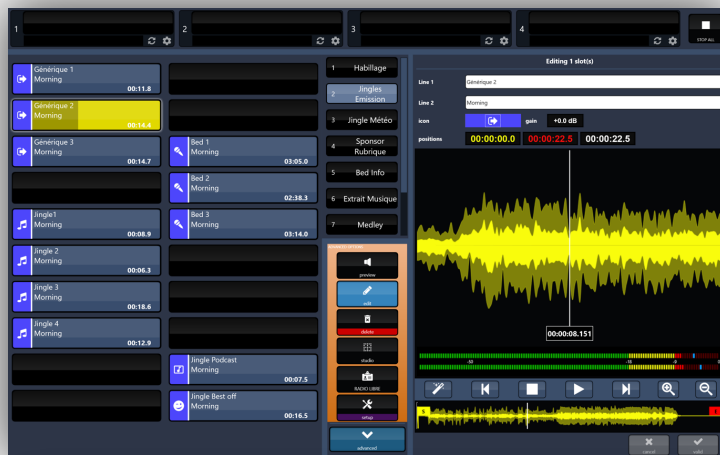 1
2
3
4
STOP ALL
Générique 1
Morning
00:11.8
Générique 2
Morning
00:14.4
Générique 3
Morning
00:14.7
Jingle1
Morning
00:08.9
Jingle 2
Morning
00:06.3
Jingle 3
Morning
00:18.6
Jingle 4
Morning
00:12.9
Bed 1
Morning
03:05.0
Bed 2
Morning
02:38.3
Bed 3
Morning
03:14.0
Jingle Podcast
Morning
00:07.5
Jingle Best off
Morning
00:16.5
1 Habillage
2 Jingles
Emission
3 Jingle Météo
4 Sponsor
Rubrique
5 Bed Info
6 Extrait Musique
7 Medley
preview
edit
delete
studio
RADIO LIBRE
setup
advanced
Editing 1 slot(s)
Line 1 Générique 2
Line 2 Morning
icon gain +0.0 dB
positions 00:00:00.0 00:00:22.5 00:00:22.5
00:00:08.151
S
cancel
valid